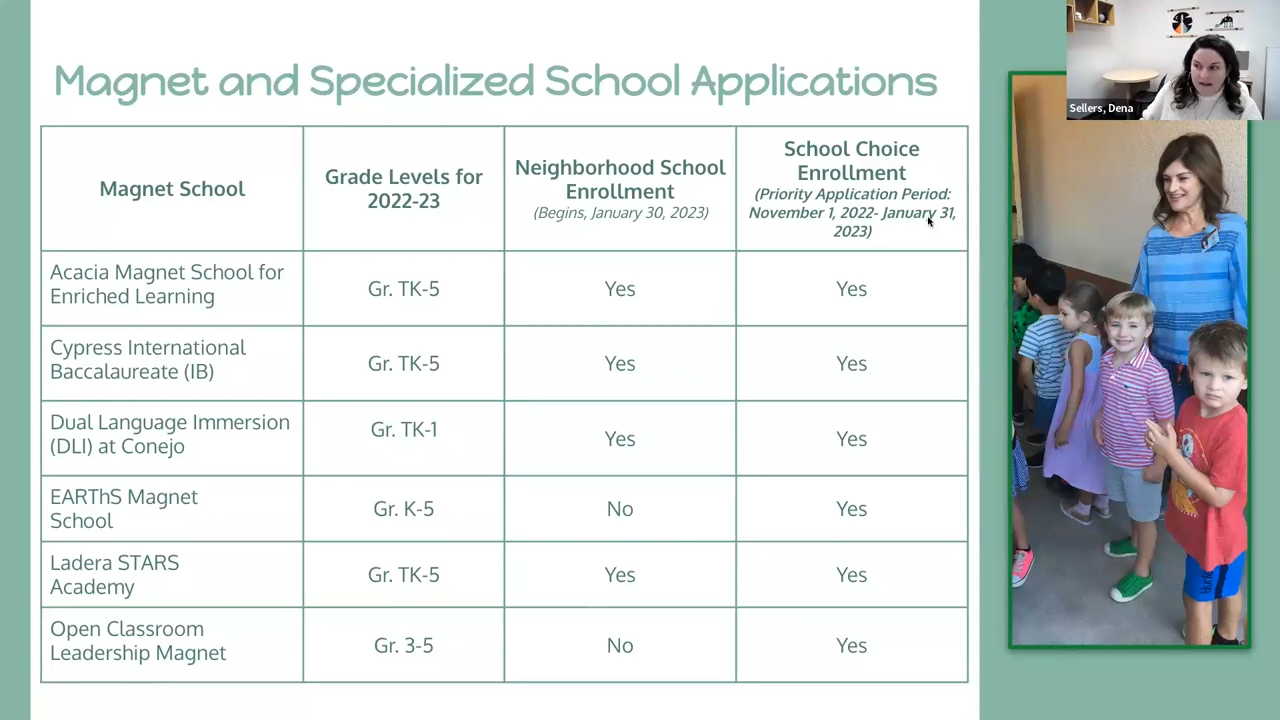 Magnet and Specialized School Applications
Sellers, Dena
Magnet School
Grade Levels for
2022-23
Neighborhood School
Enrollment
(Begins, January 30, 2023)
School Choice
Enrollment
(Priority Application Period:
November 1, 2022- January 31,
2023)
Acacia Magnet School for
Enriched Learning
Gr. TK-5
Yes
Yes
Cypress International
Baccalaureate (IB)
Gr. TK-5
Yes
Yes
Dual Language Immersion
(DLI) at Conejo
Gr. TK-1
Yes
Yes
EARThS Magnet
School
Gr. K-5
No
Yes
Ladera STARS
Academy
Gr. TK-5
Yes
Yes
Open Classroom
Leadership Magnet
Gr. 3-5
No
Yes